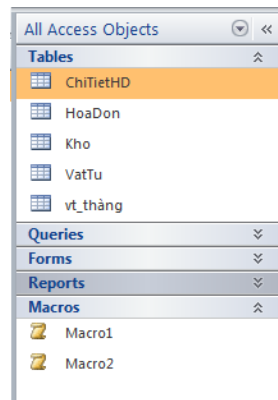 All Access Objects
Tables
ChiTietHD
HoaDon
Kho
VatTu
vt_thàng
Queries
Forms
Reports
Macros
Macro1
Macro2